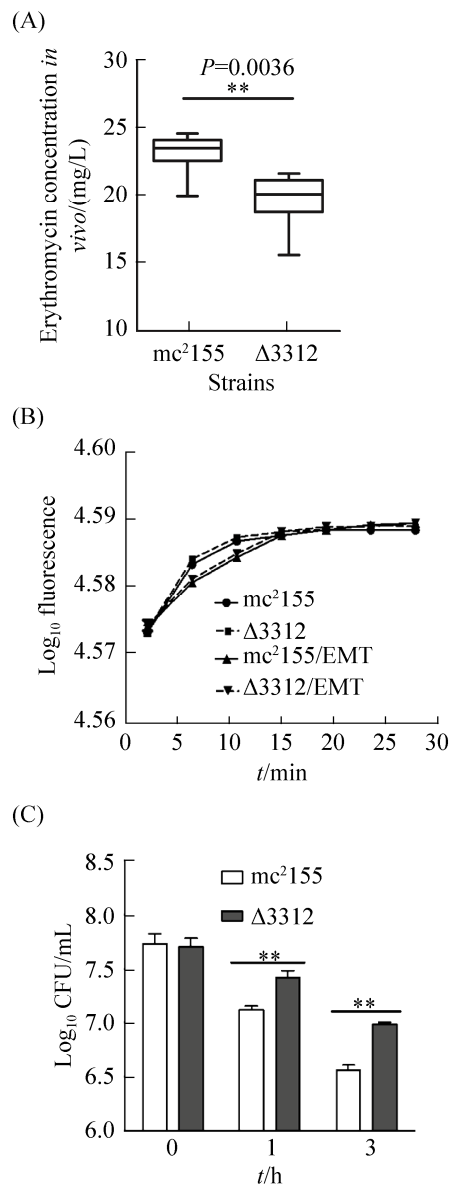 (A)
Erythromycin concentration in
vivo/(mg/L)
30
25
20
15
10
P=0.0036
**
mc²155 Δ3312
Strains
(B)
Log₁₀ fluorescence
4.60
4.59
4.58
4.57
4.56
mc²155
Δ3312
mc²155/EMT
Δ3312/EMT
0 5 10 15 20 25 30
t/min
(C)
Log₁₀ CFU/mL
8.5
8.0
7.5
7.0
6.5
6.0
mc²155
Δ3312
**
**
0 1 3
t/h